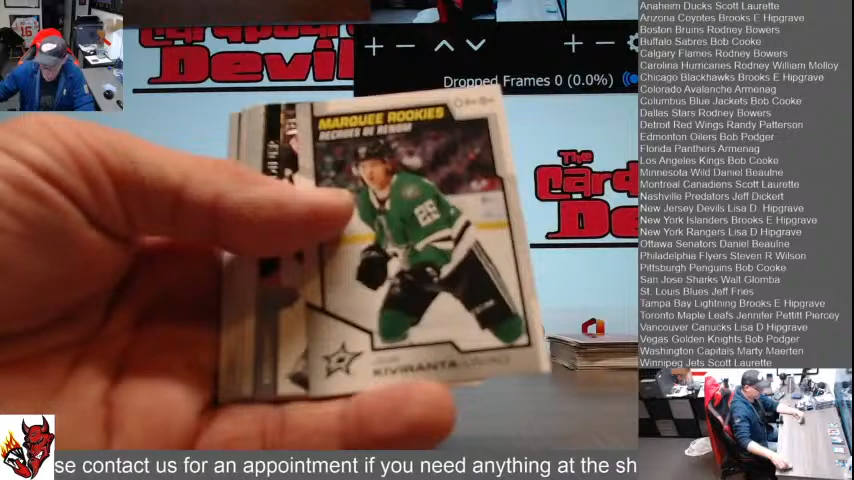 Cardboard
Devil
Dropped Frames 0 (0.0%)
MARQUEE ROOKIES
RECRUES DE RENOM
25
KIVIRANTA
The
Card
De
16
Anaheim Ducks Scott Laurette
Arizona Coyotes Brooks E Hipgrave
Boston Bruins Rodney Bowers
Buffalo Sabres Bob Cooke
Calgary Flames Rodney Bowers
Carolina Hurricanes Rodney William Molloy
Chicago Blackhawks Brooks E Hipgrave
Colorado Avalanche Armenag
Columbus Blue Jackets Bob Cooke
Dallas Stars Rodney Bowers
Detroit Red Wings Randy Patterson
Edmonton Oilers Bob Podger
Florida Panthers Armenag
Los Angeles Kings Bob Cooke
Minnesota Wild Daniel Beaulne
Montreal Canadiens Scott Laurette
Nashville Predators Jeff Dickert
New Jersey Devils Lisa D. Hipgrave
New York Islanders Brooks E Hipgrave
New York Rangers Lisa D Hipgrave
Ottawa Senators Daniel Beaulne
Philadelphia Flyers Steven R Wilson
Pittsburgh Penguins Bob Cooke
San Jose Sharks Walt Glomba
St. Louis Blues Jeff Fries
Tampa Bay Lightning Brooks E Hipgrave
Toronto Maple Leafs Jennifer Pettitt Piercey
Vancouver Canucks Lisa D Hipgrave
Vegas Golden Knights Bob Podger
Washington Capitals Marty Maerten
Winnipeg Jets Scott Laurette
se contact us for an appointment if you need anything at the sh